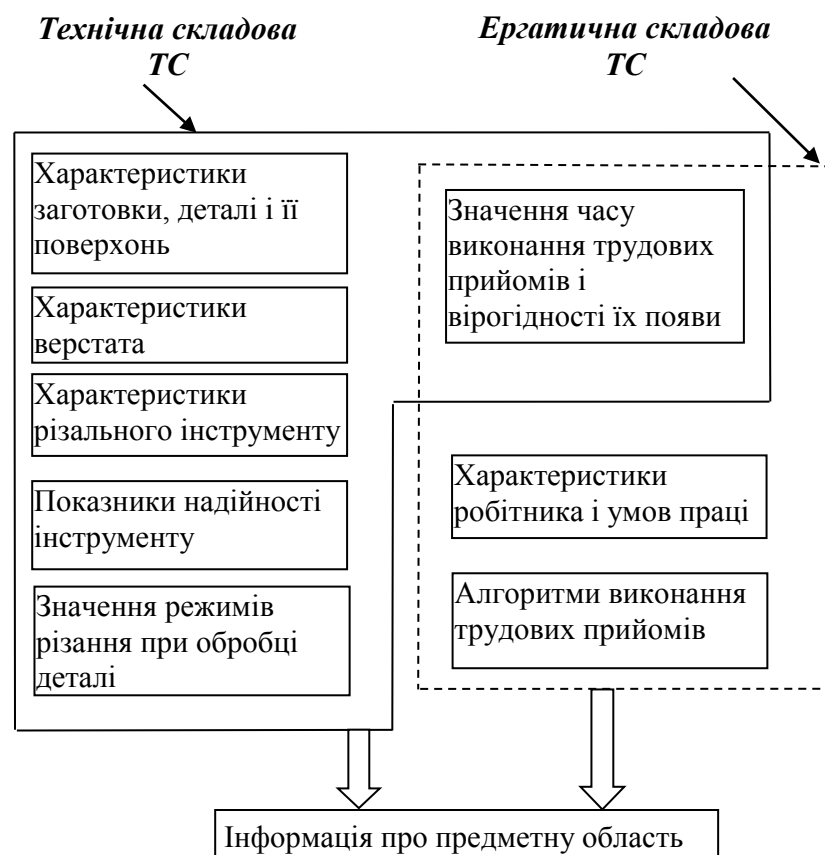 Технічна складова
ТС
Ергатична складова
ТС
Характеристики
заготовки, деталі і її
поверхонь
Характеристики
верстата
Характеристики
різального інструменту
Показники надійності
інструменту
Значення режимів
різання при обробці
деталі
Значення часу
виконання трудових
прийомів і
вірогідності їх появи
Характеристики
робітника і умов праці
Алгоритми виконання
трудових прийомів
Інформація про предметну область